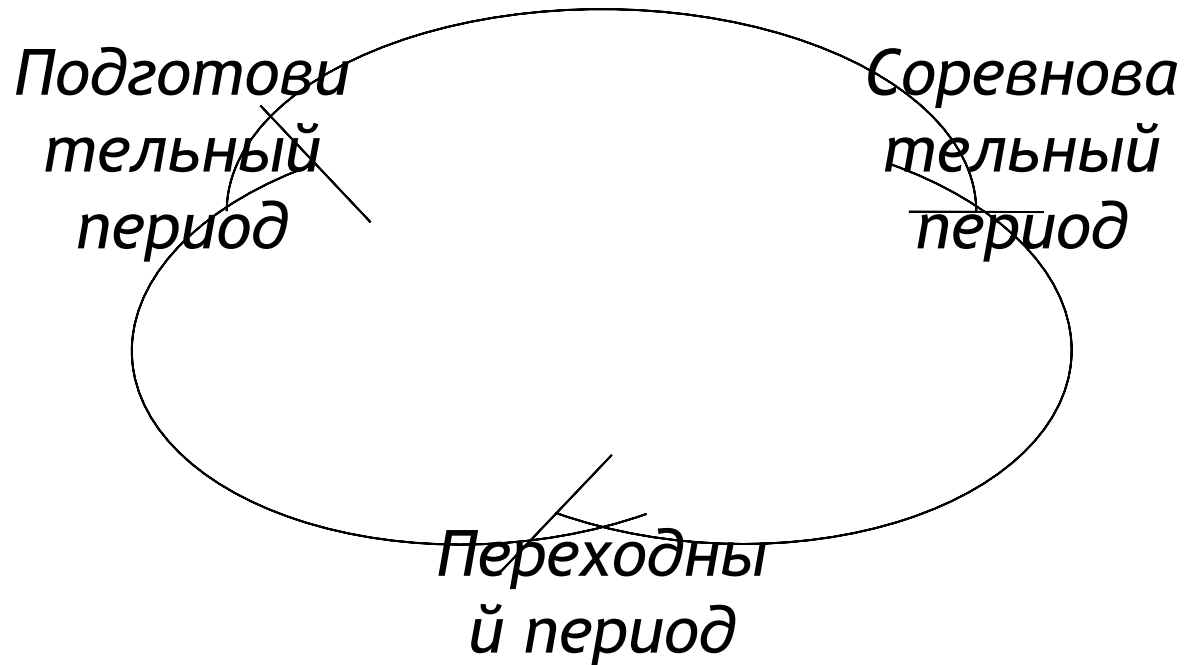 Подготови
тельный
период
Соревнова
тельный
период
Переходны
й период